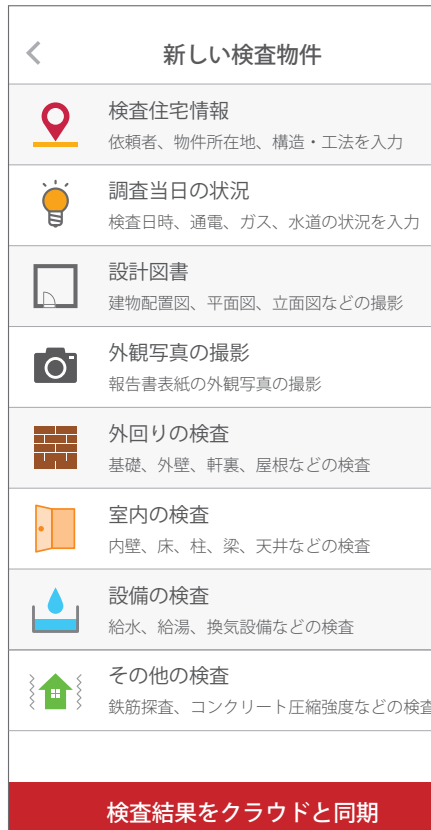 新しい検査物件
検査住宅情報
依頼者、物件所在地、構造・工法を入力
調査当日の状況
検査日時、通電、ガス、水道の状況を入力
設計図書
建物配置図、平面図、立面図などの撮影
外観写真の撮影
報告書表紙の外観写真の撮影
外回りの検査
基礎、外壁、軒裏、屋根などの検査
室内の検査
内壁、床、柱、梁、天井などの検査
設備の検査
給水、給湯、換気設備などの検査
その他の検査
鉄筋探査、コンクリート圧縮強度などの検査
検査結果をクラウドと同期